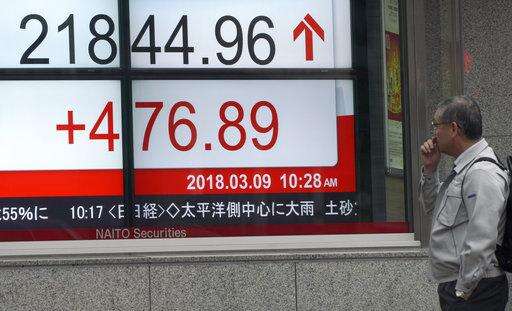 21844.96 ↑
+476.89
2018.03.09 10:28 AM
.55%に 10:17 <日経>◇太平洋側中心に大雨 土砂
NAITO Securities